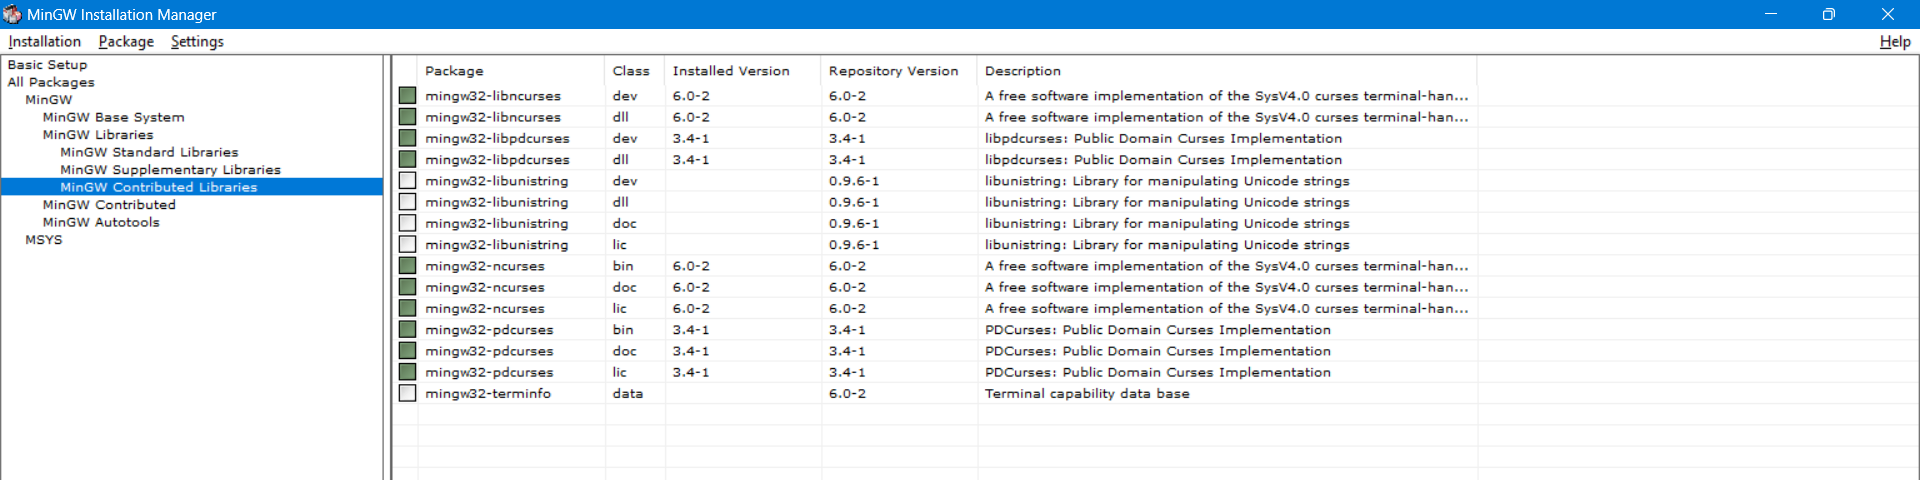 MinGW Installation Manager
Installation Package Settings Help
Basic Setup
All Packages
MinGW
MinGW Base System
MinGW Libraries
MinGW Standard Libraries
MinGW Supplementary Libraries
MinGW Contributed Libraries
MinGW Contributed
MinGW Autotools
MSYS
Package Class Installed Version Repository Version Description
mingw32-libncurses dev 6.0-2 6.0-2 A free software implementation of the SysV4.0 curses terminal-han...
mingw32-libncurses dll 6.0-2 6.0-2 A free software implementation of the SysV4.0 curses terminal-han...
mingw32-libpdcurses dev 3.4-1 3.4-1 libpdcurses: Public Domain Curses Implementation
mingw32-libpdcurses dll 3.4-1 3.4-1 libpdcurses: Public Domain Curses Implementation
mingw32-libunistring dev 0.9.6-1 libunistring: Library for manipulating Unicode strings
mingw32-libunistring dll 0.9.6-1 libunistring: Library for manipulating Unicode strings
mingw32-libunistring doc 0.9.6-1 libunistring: Library for manipulating Unicode strings
mingw32-libunistring lic 0.9.6-1 libunistring: Library for manipulating Unicode strings
mingw32-ncurses bin 6.0-2 6.0-2 A free software implementation of the SysV4.0 curses terminal-han...
mingw32-ncurses doc 6.0-2 6.0-2 A free software implementation of the SysV4.0 curses terminal-han...
mingw32-ncurses lic 6.0-2 6.0-2 A free software implementation of the SysV4.0 curses terminal-han...
mingw32-pdcurses bin 3.4-1 3.4-1 PDCurses: Public Domain Curses Implementation
mingw32-pdcurses doc 3.4-1 3.4-1 PDCurses: Public Domain Curses Implementation
mingw32-pdcurses lic 3.4-1 3.4-1 PDCurses: Public Domain Curses Implementation
mingw32-terminfo data 6.0-2 Terminal capability data base